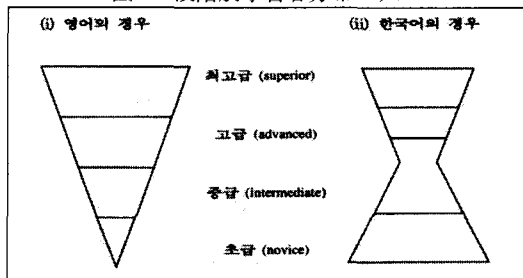 (i) 영어의 경우
(ii) 한국어의 경우
최고급 (superior)
고급 (advanced)
중급 (intermediate)
초급 (novice)